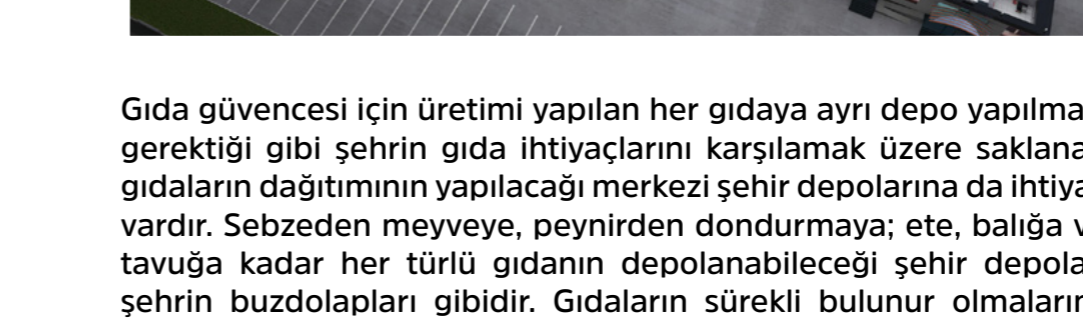 Gıda güvencesi için üretimi yapılan her gıdaya ayrı depo yapılma
gerektiği gibi şehrin gıda ihtiyaçlarını karşılamak üzere saklana
gıdaların dağıtımının yapılacağı merkezi şehir depolarına da ihtiya
vardır. Sebzeden meyveye, peynirden dondurmaya; ete, balığa v
tavuğa kadar her türlü gıdanın depolanabileceği şehir depola
şehrin buzdolapları gibidir. Gıdaların sürekli bulunur olmaların